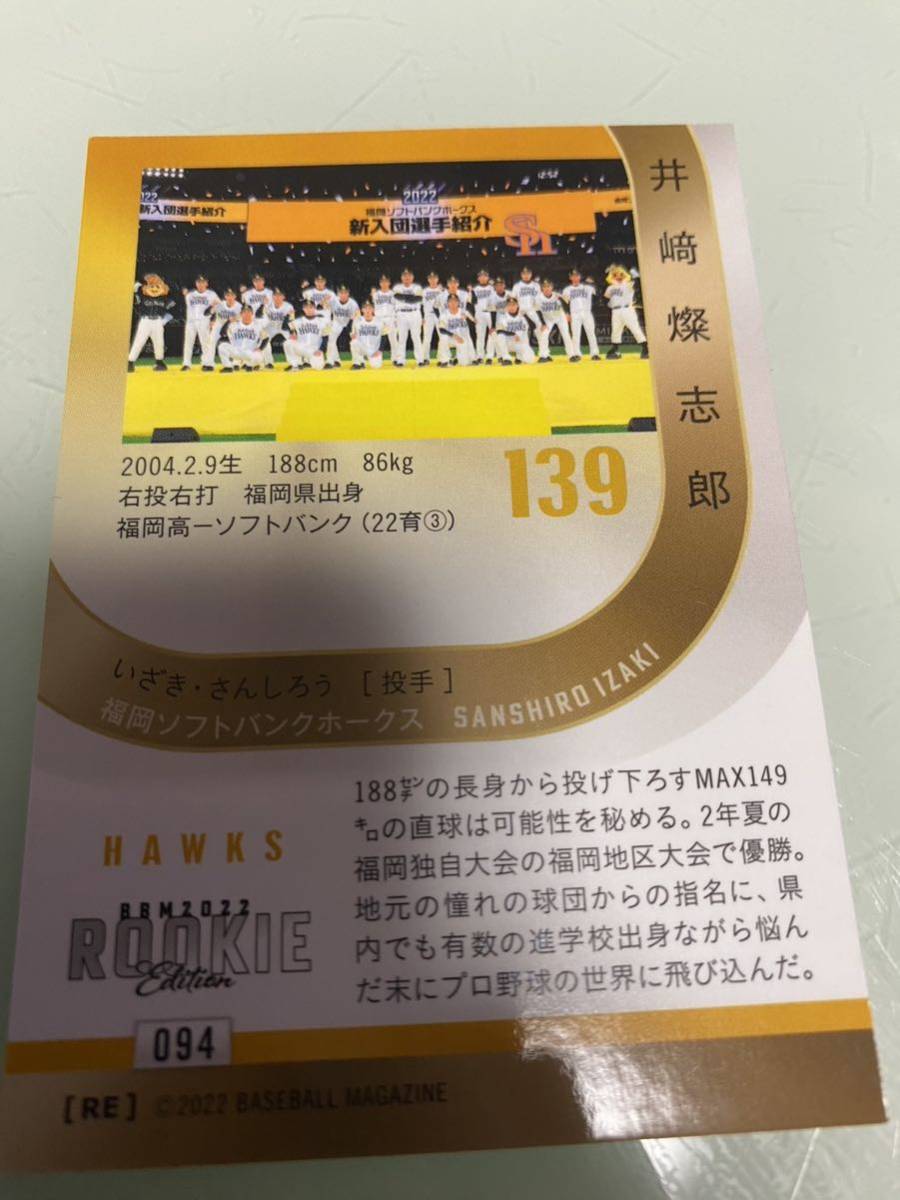 2022
新入団選手紹介
2022
福岡ソフトバンクホークス
新入団選手紹介
SH
12:52
井﨑燦志郎
2004.2.9生 188cm 86kg
右投右打 福岡県出身
福岡高ーソフトバンク（22育③）
139
いざき・さんしろう [投手]
福岡ソフトバンクホークス SANSHIRO IZAKI
188㌢の長身から投げ下ろすMAX149
㌔の直球は可能性を秘める。2年夏の
福岡独自大会の福岡地区大会で優勝。
地元の憧れの球団からの指名に、県
内でも有数の進学校出身ながら悩ん
だ末にプロ野球の世界に飛び込んだ。
HAWKS
BBM2022
ROOKIE
Edition
094
[RE] ©2022 BASEBALL MAGAZINE